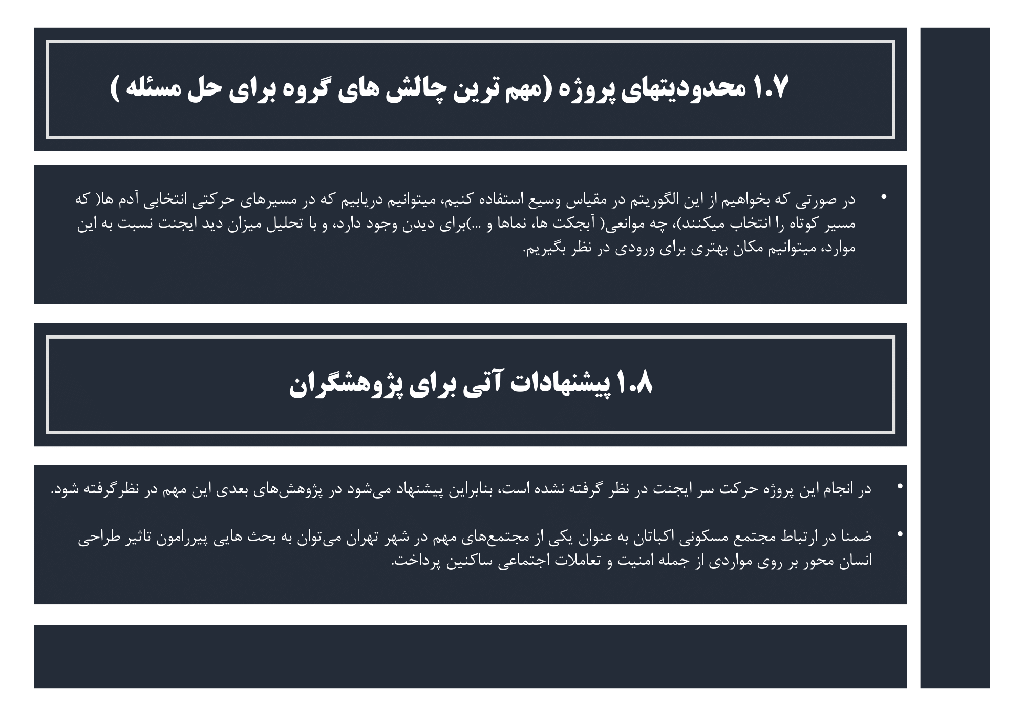 ۱.۷ محدودیتهای پروژه (مهم ترین چالش های گروه برای حل مسئله )
• در صورتی که بخواهیم از این الگوریتم در مقیاس وسیع استفاده کنیم، میتوانیم دریابیم که در مسیرهای حرکتی انتخابی آدم ها( که
مسیر کوتاه را انتخاب میکنند)، چه موانعی( آبجکت ها، نماها و ...)برای دیدن وجود دارد، و با تحلیل میزان دید ایجنت نسبت به این
موارد، میتوانیم مکان بهتری برای ورودی در نظر بگیریم.
۱.۸ پیشنهادات آتی برای پژوهشگران
• در انجام این پروژه حرکت سر ایجنت در نظر گرفته نشده است، بنابراین پیشنهاد می‌شود در پژوهش‌های بعدی این مهم در نظرگرفته شود.
• ضمنا در ارتباط مجتمع مسکونی اکباتان به عنوان یکی از مجتمع‌های مهم در شهر تهران می‌توان به بحث هایی پیررامون تاثیر طراحی
انسان محور بر روی مواردی از جمله امنیت و تعاملات اجتماعی ساکنین پرداخت.